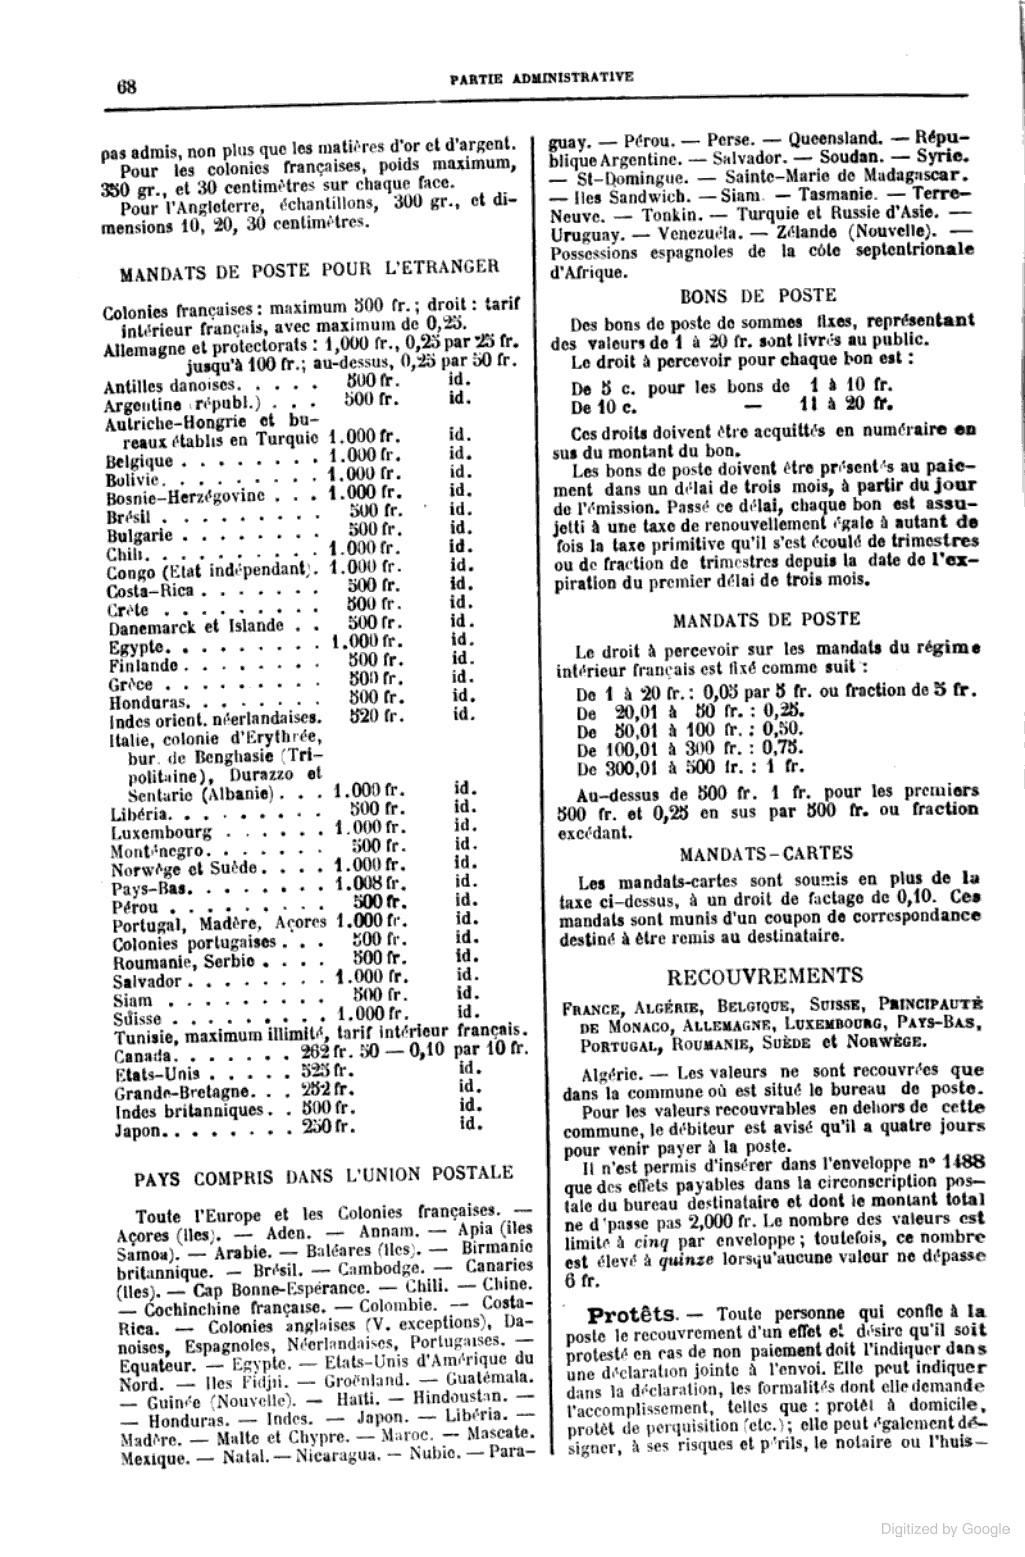 68
PARTIE ADMINISTRATIVE
pas admis, non plus que les matières d'or et d'argent.
Pour les colonies françaises, poids maximum,
350 gr., et 30 centimètres sur chaque face.
Pour l'Angleterre, échantillons, 300 gr., et di-
mensions 10, 20, 30 centimètres.
MANDATS DE POSTE POUR L'ETRANGER
Colonies françaises : maximum 500 fr. ; droit : tarif
intérieur français, avec maximum de 0,25.
Allemagne et protectorats : 1,000 fr., 0,25 par 25 fr.
jusqu'à 100 fr.; au-dessus, 0,25 par 50 fr.
Antilles danoises. . . . . 500 fr. id.
Argentine (républ.) . . . 500 fr. id.
Autriche-Hongrie et bu-
reaux établis en Turquie 1.000 fr. id.
Belgique . . . . . . . . 1.000 fr. id.
Bolivie. . . . . . . . . 1.000 fr. id.
Bosnie-Herzégovine . . . 1.000 fr. id.
Brésil . . . . . . . . . 500 fr. id.
Bulgarie . . . . . . . . 500 fr. id.
Chili. . . . . . . . . . 1.000 fr. id.
Congo (Etat indépendant). 1.000 fr. id.
Costa-Rica . . . . . . . 500 fr. id.
Crète . . . . . . . . . 500 fr. id.
Danemarck et Islande . . 500 fr. id.
Egypte. . . . . . . . . 1.000 fr. id.
Finlande . . . . . . . . 500 fr. id.
Grèce . . . . . . . . . 500 fr. id.
Honduras. . . . . . . . 500 fr. id.
Indes orient. néerlandaises. 520 fr. id.
Italie, colonie d'Erythrée,
bur. de Benghasie (Tri-
politaine), Durazzo et
Sentarie (Albanie) . . . 1.000 fr. id.
Libéria. . . . . . . . . 500 fr. id.
Luxembourg . . . . . . 1.000 fr. id.
Monténegro. . . . . . . 500 fr. id.
Norwège et Suède. . . . 1.000 fr. id.
Pays-Bas. . . . . . . . 1.008 fr. id.
Pérou . . . . . . . . . 500 fr. id.
Portugal, Madère, Açores 1.000 fr. id.
Colonies portugaises . . . 500 fr. id.
Roumanie, Serbie . . . . 500 fr. id.
Salvador . . . . . . . . 1.000 fr. id.
Siam . . . . . . . . . 500 fr. id.
Suisse . . . . . . . . . 1.000 fr. id.
Tunisie, maximum illimité, tarif intérieur français.
Canada. . . . . . . 262 fr. 50 — 0,10 par 10 fr.
Etats-Unis . . . . . 525 fr. id.
Grande-Bretagne. . . 252 fr. id.
Indes britanniques. . 500 fr. id.
Japon. . . . . . . . 250 fr. id.
PAYS COMPRIS DANS L'UNION POSTALE
Toute l'Europe et les Colonies françaises. —
Açores (Iles). — Aden. — Annam. — Apia (îles
Samoa). — Arabie. — Baléares (Iles). — Birmanie
britannique. — Brésil. — Cambodge. — Canaries
(Iles). — Cap Bonne-Espérance. — Chili. — Chine.
— Cochinchine française. — Colombie. — Costa-
Rica. — Colonies anglaises (V. exceptions), Da-
noises, Espagnoles, Néerlandaises, Portugaises. —
Equateur. — Egypte. — Etats-Unis d'Amérique du
Nord. — Iles Fidjii. — Groënland. — Guatémala.
— Guinée (Nouvelle). — Haïti. — Hindoustan. —
— Honduras. — Indes. — Japon. — Libéria. —
Madère. — Malte et Chypre. — Maroc. — Mascate.
Mexique. — Natal. — Nicaragua. — Nubie. — Para-
guay. — Pérou. — Perse. — Queensland. — Répu-
blique Argentine. — Salvador. — Soudan. — Syrie.
— St-Domingue. — Sainte-Marie de Madagascar.
— Iles Sandwich. — Siam. — Tasmanie. — Terre-
Neuve. — Tonkin. — Turquie et Russie d'Asie. —
Uruguay. — Venezuéla. — Zélande (Nouvelle). —
Possessions espagnoles de la côte septentrionale
d'Afrique.
BONS DE POSTE
Des bons de poste de sommes fixes, représentant
des valeurs de 1 à 20 fr. sont livrés au public.
Le droit à percevoir pour chaque bon est :
De 5 c. pour les bons de 1 à 10 fr.
De 10 c. — 11 à 20 fr.
Ces droits doivent être acquittés en numéraire en
sus du montant du bon.
Les bons de poste doivent être présentés au paie-
ment dans un délai de trois mois, à partir du jour
de l'émission. Passé ce délai, chaque bon est assu-
jetti à une taxe de renouvellement égale à autant de
fois la taxe primitive qu'il s'est écoulé de trimestres
ou de fraction de trimestres depuis la date de l'ex-
piration du premier délai de trois mois.
MANDATS DE POSTE
Le droit à percevoir sur les mandats du régime
intérieur français est fixé comme suit :
De 1 à 20 fr. : 0,05 par 5 fr. ou fraction de 5 fr.
De 20,01 à 50 fr. : 0,25.
De 50,01 à 100 fr. : 0,50.
De 100,01 à 300 fr. : 0,75.
De 300,01 à 500 fr. : 1 fr.
Au-dessus de 500 fr. 1 fr. pour les premiers
500 fr. et 0,25 en sus par 500 fr. ou fraction
excédant.
MANDATS-CARTES
Les mandats-cartes sont soumis en plus de la
taxe ci-dessus, à un droit de factage de 0,10. Ces
mandats sont munis d'un coupon de correspondance
destiné à être remis au destinataire.
RECOUVREMENTS
FRANCE, ALGÉRIE, BELGIQUE, SUISSE, PRINCIPAUTÉ
DE MONACO, ALLEMAGNE, LUXEMBOURG, PAYS-BAS,
PORTUGAL, ROUMANIE, SUÈDE et NORWÈGE.
Algérie. — Les valeurs ne sont recouvrées que
dans la commune où est situé le bureau de poste.
Pour les valeurs recouvrables en dehors de cette
commune, le débiteur est avisé qu'il a quatre jours
pour venir payer à la poste.
Il n'est permis d'insérer dans l'enveloppe n° 1488
que des effets payables dans la circonscription pos-
tale du bureau destinataire et dont le montant total
ne dépasse pas 2,000 fr. Le nombre des valeurs est
limité à cinq par enveloppe ; toutefois, ce nombre
est élevé à quinze lorsqu'aucune valeur ne dépasse
6 fr.
Protêts. — Toute personne qui confie à la
poste le recouvrement d'un effet et désire qu'il soit
protesté en cas de non paiement doit l'indiquer dans
une déclaration jointe à l'envoi. Elle peut indiquer
dans la déclaration, les formalités dont elle demande
l'accomplissement, telles que : protêt à domicile,
protêt de perquisition (etc.) ; elle peut également dé-
signer, à ses risques et périls, le notaire ou l'huis-
Digitized by Google